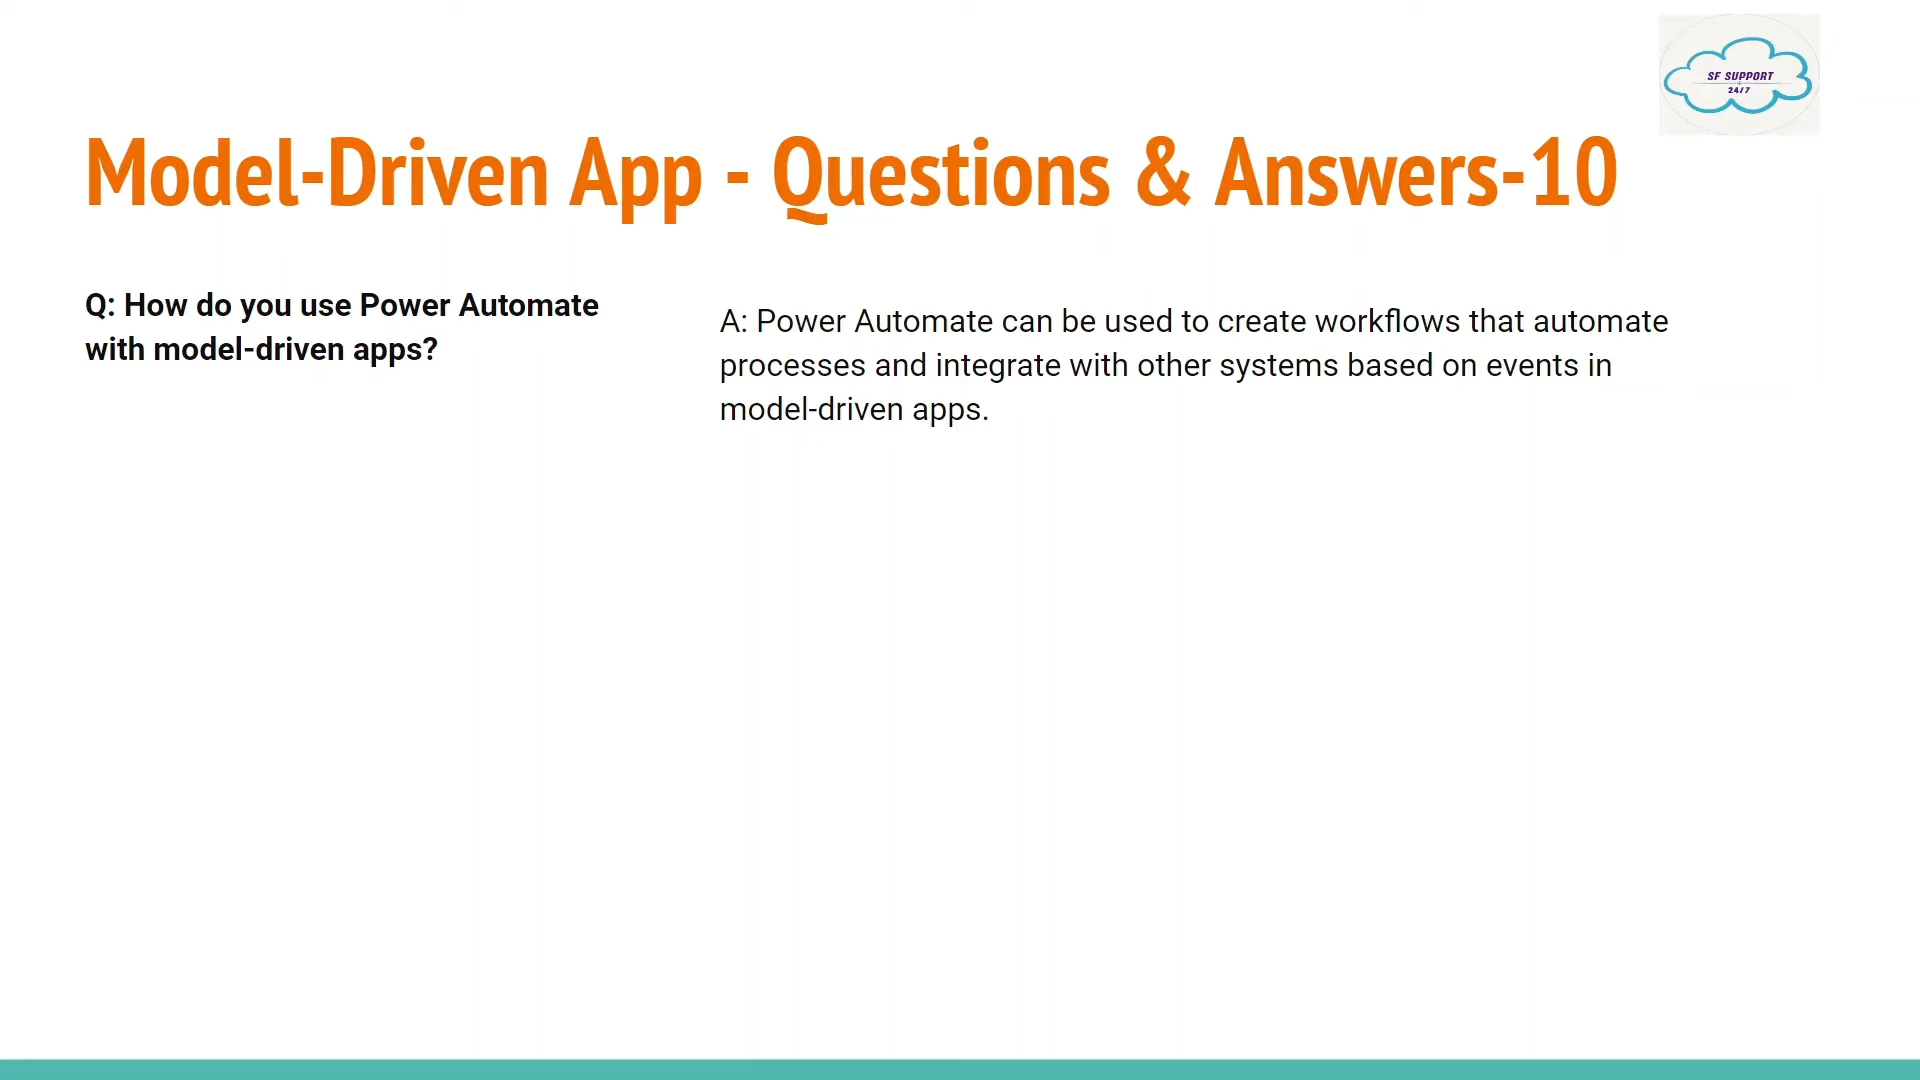 SF SUPPORT
24/7
Model-Driven App - Questions & Answers-10
Q: How do you use Power Automate
with model-driven apps?
A: Power Automate can be used to create workflows that automate
processes and integrate with other systems based on events in
model-driven apps.